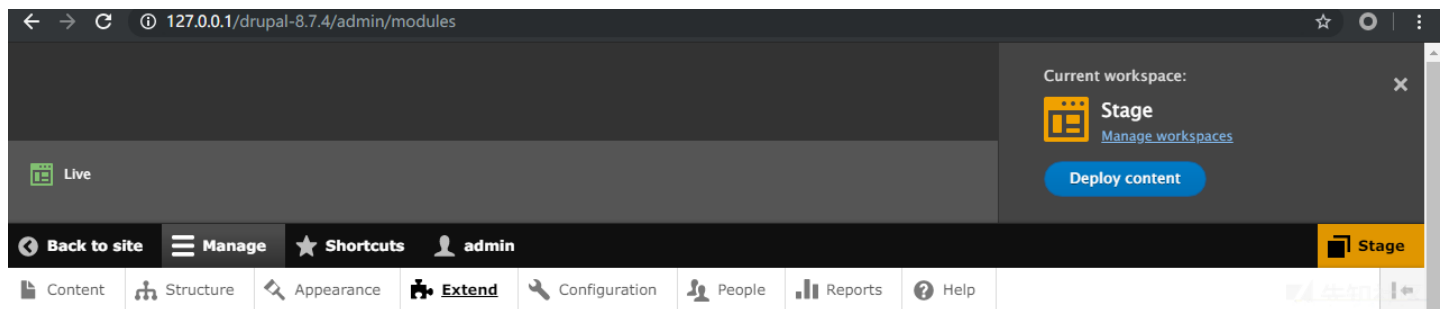 127.0.0.1/drupal-8.7.4/admin/modules
Current workspace:
Stage
Manage workspaces
Live
Deploy content
Back to site Manage Shortcuts admin Stage
Content Structure Appearance Extend Configuration People Reports Help